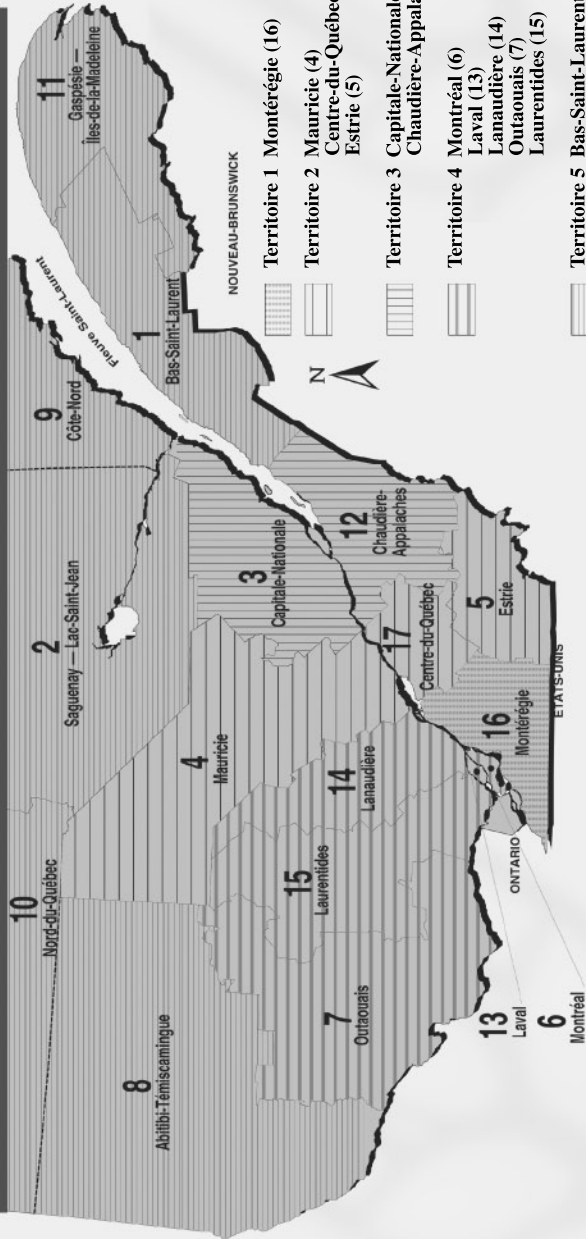 11
Gaspésie —
Îles-de-la-Madeleine
9
Côte-Nord
Fleuve Saint-Laurent
1
Bas-Saint-Laurent
NOUVEAU-BRUNSWICK
2
Saguenay — Lac-Saint-Jean
10
Nord-du-Québec
8
Abitibi-Témiscamingue
4
Mauricie
3
Capitale-Nationale
12
Chaudière-
Appalaches
17
Centre-du-Québec
5
Estrie
14
Lanaudière
15
Laurentides
7
Outaouais
16
Montérégie
ÉTATS-UNIS
ONTARIO
13
Laval
6
Montréal
N
Territoire 1 Montérégie (16)
Territoire 2 Mauricie (4)
Centre-du-Québec
Estrie (5)
Territoire 3 Capitale-Nationale
Chaudière-Appala
Territoire 4 Montréal (6)
Laval (13)
Lanaudière (14)
Outaouais (7)
Laurentides (15)
Territoire 5 Bas-Saint-Laurent